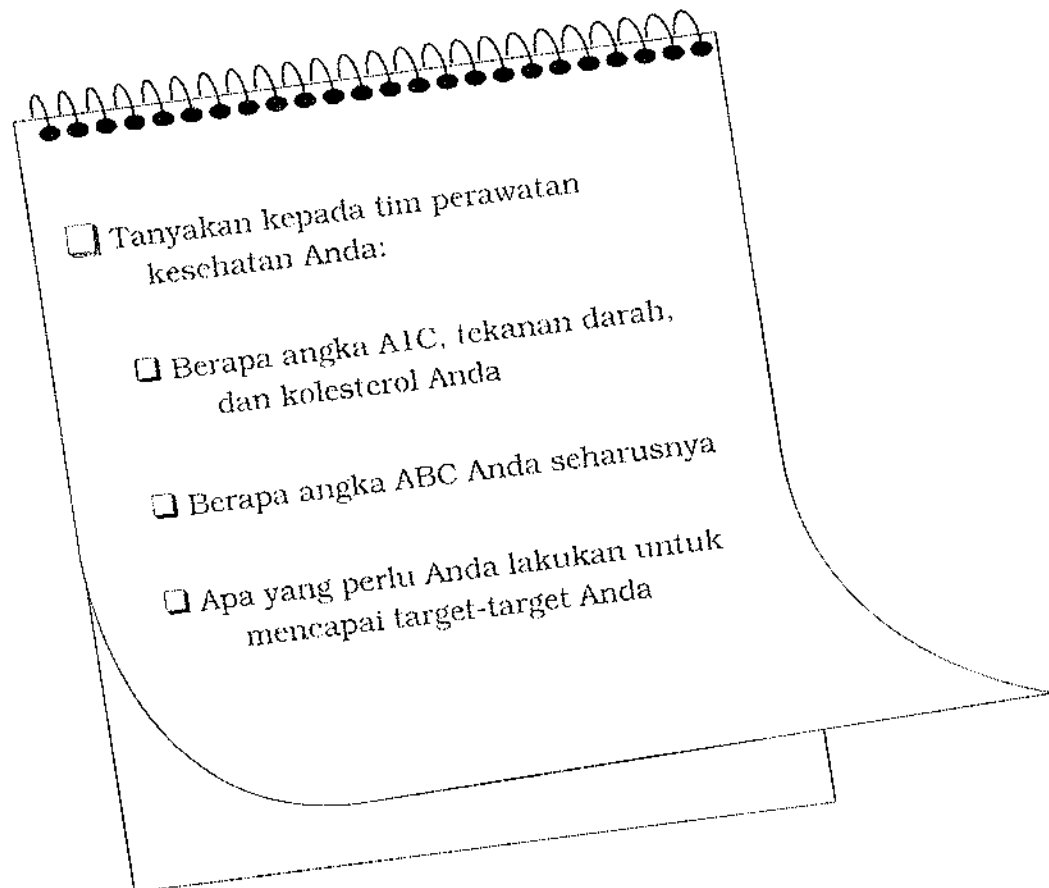 Tanyakan kepada tim perawatan
kesehatan Anda:
Berapa angka A1C, tekanan darah,
dan kolesterol Anda
Berapa angka ABC Anda seharusnya
Apa yang perlu Anda lakukan untuk
mencapai target-target Anda